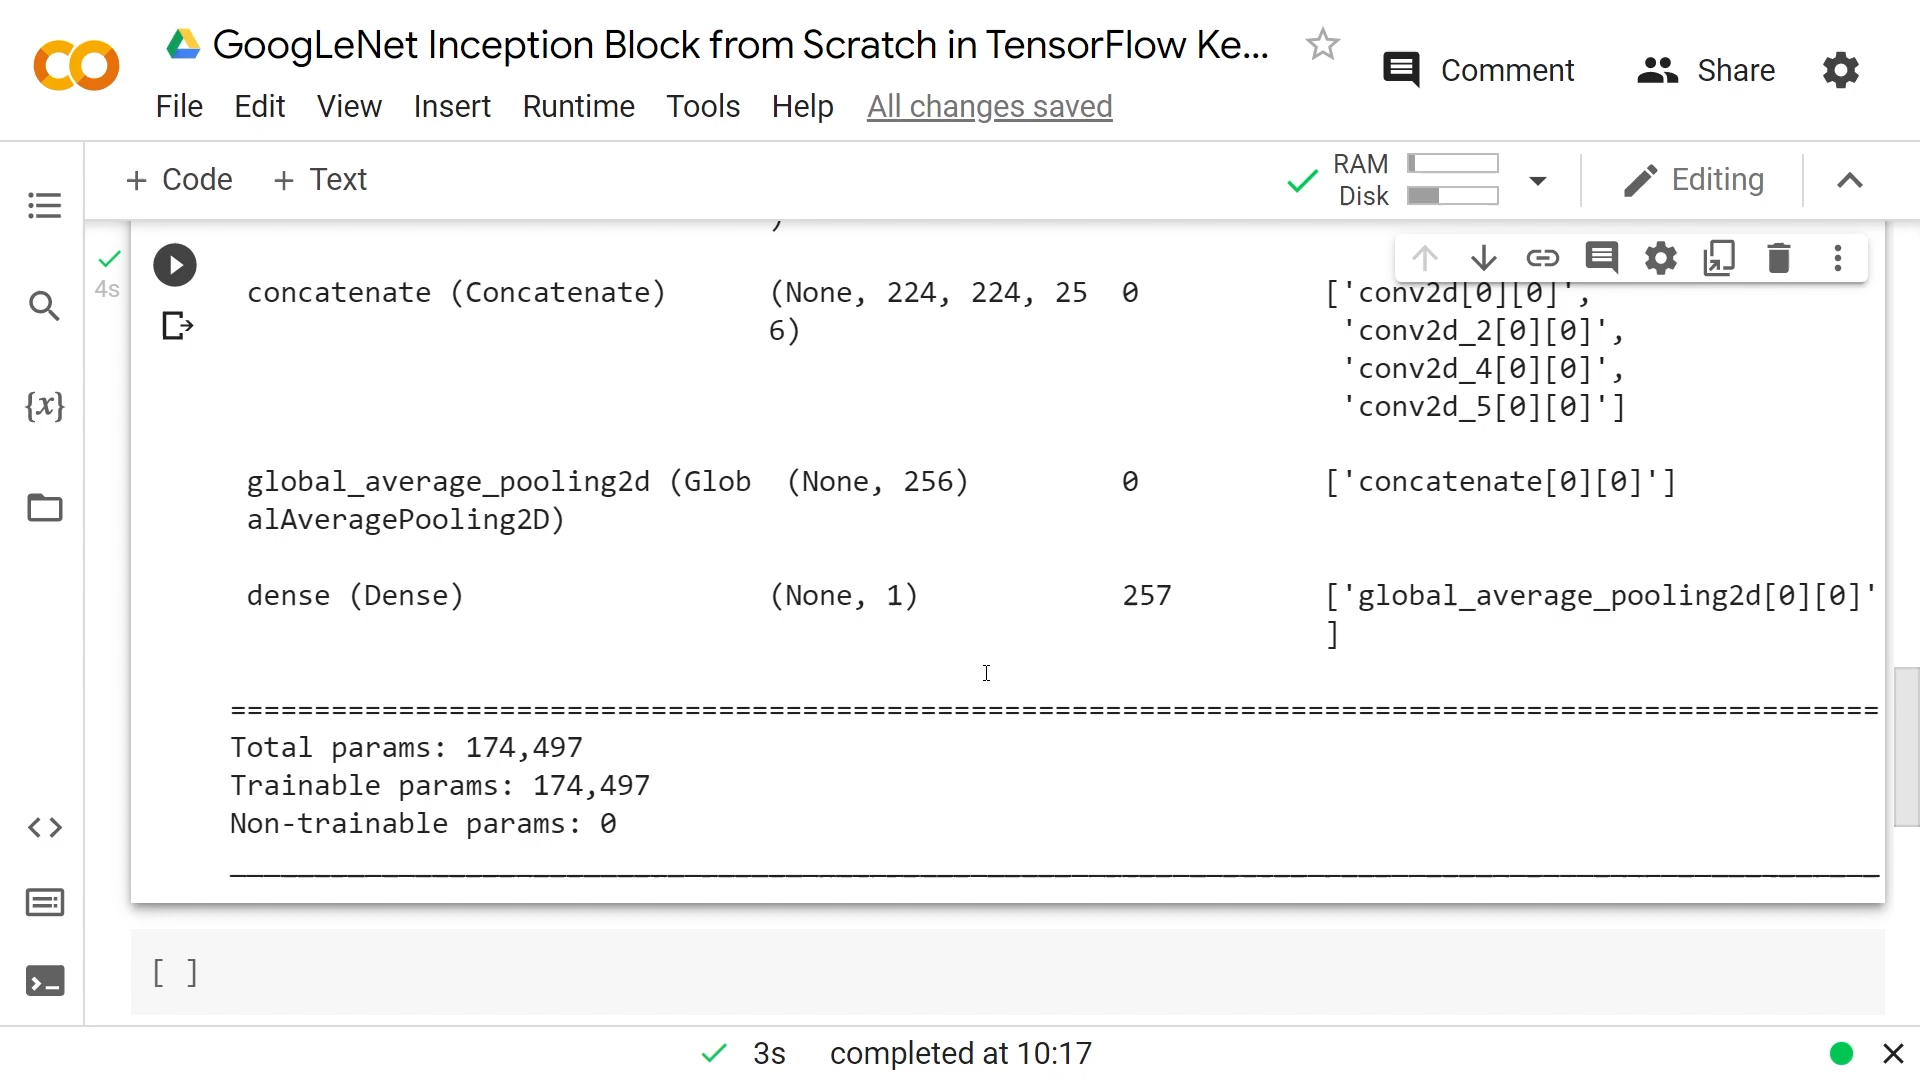 GoogLeNet Inception Block from Scratch in TensorFlow Ke...
Comment
Share
File Edit View Insert Runtime Tools Help All changes saved
+ Code + Text
RAM
Disk
Editing
4s
)
concatenate (Concatenate) (None, 224, 224, 25 0 ['conv2d[0][0]',
6) 'conv2d_2[0][0]',
'conv2d_4[0][0]',
'conv2d_5[0][0]']
global_average_pooling2d (Glob (None, 256) 0 ['concatenate[0][0]']
alAveragePooling2D)
dense (Dense) (None, 1) 257 ['global_average_pooling2d[0][0]'
]
==================================================================================================
Total params: 174,497
Trainable params: 174,497
Non-trainable params: 0
__________________________________________________________________________________________________
[ ]
3s completed at 10:17